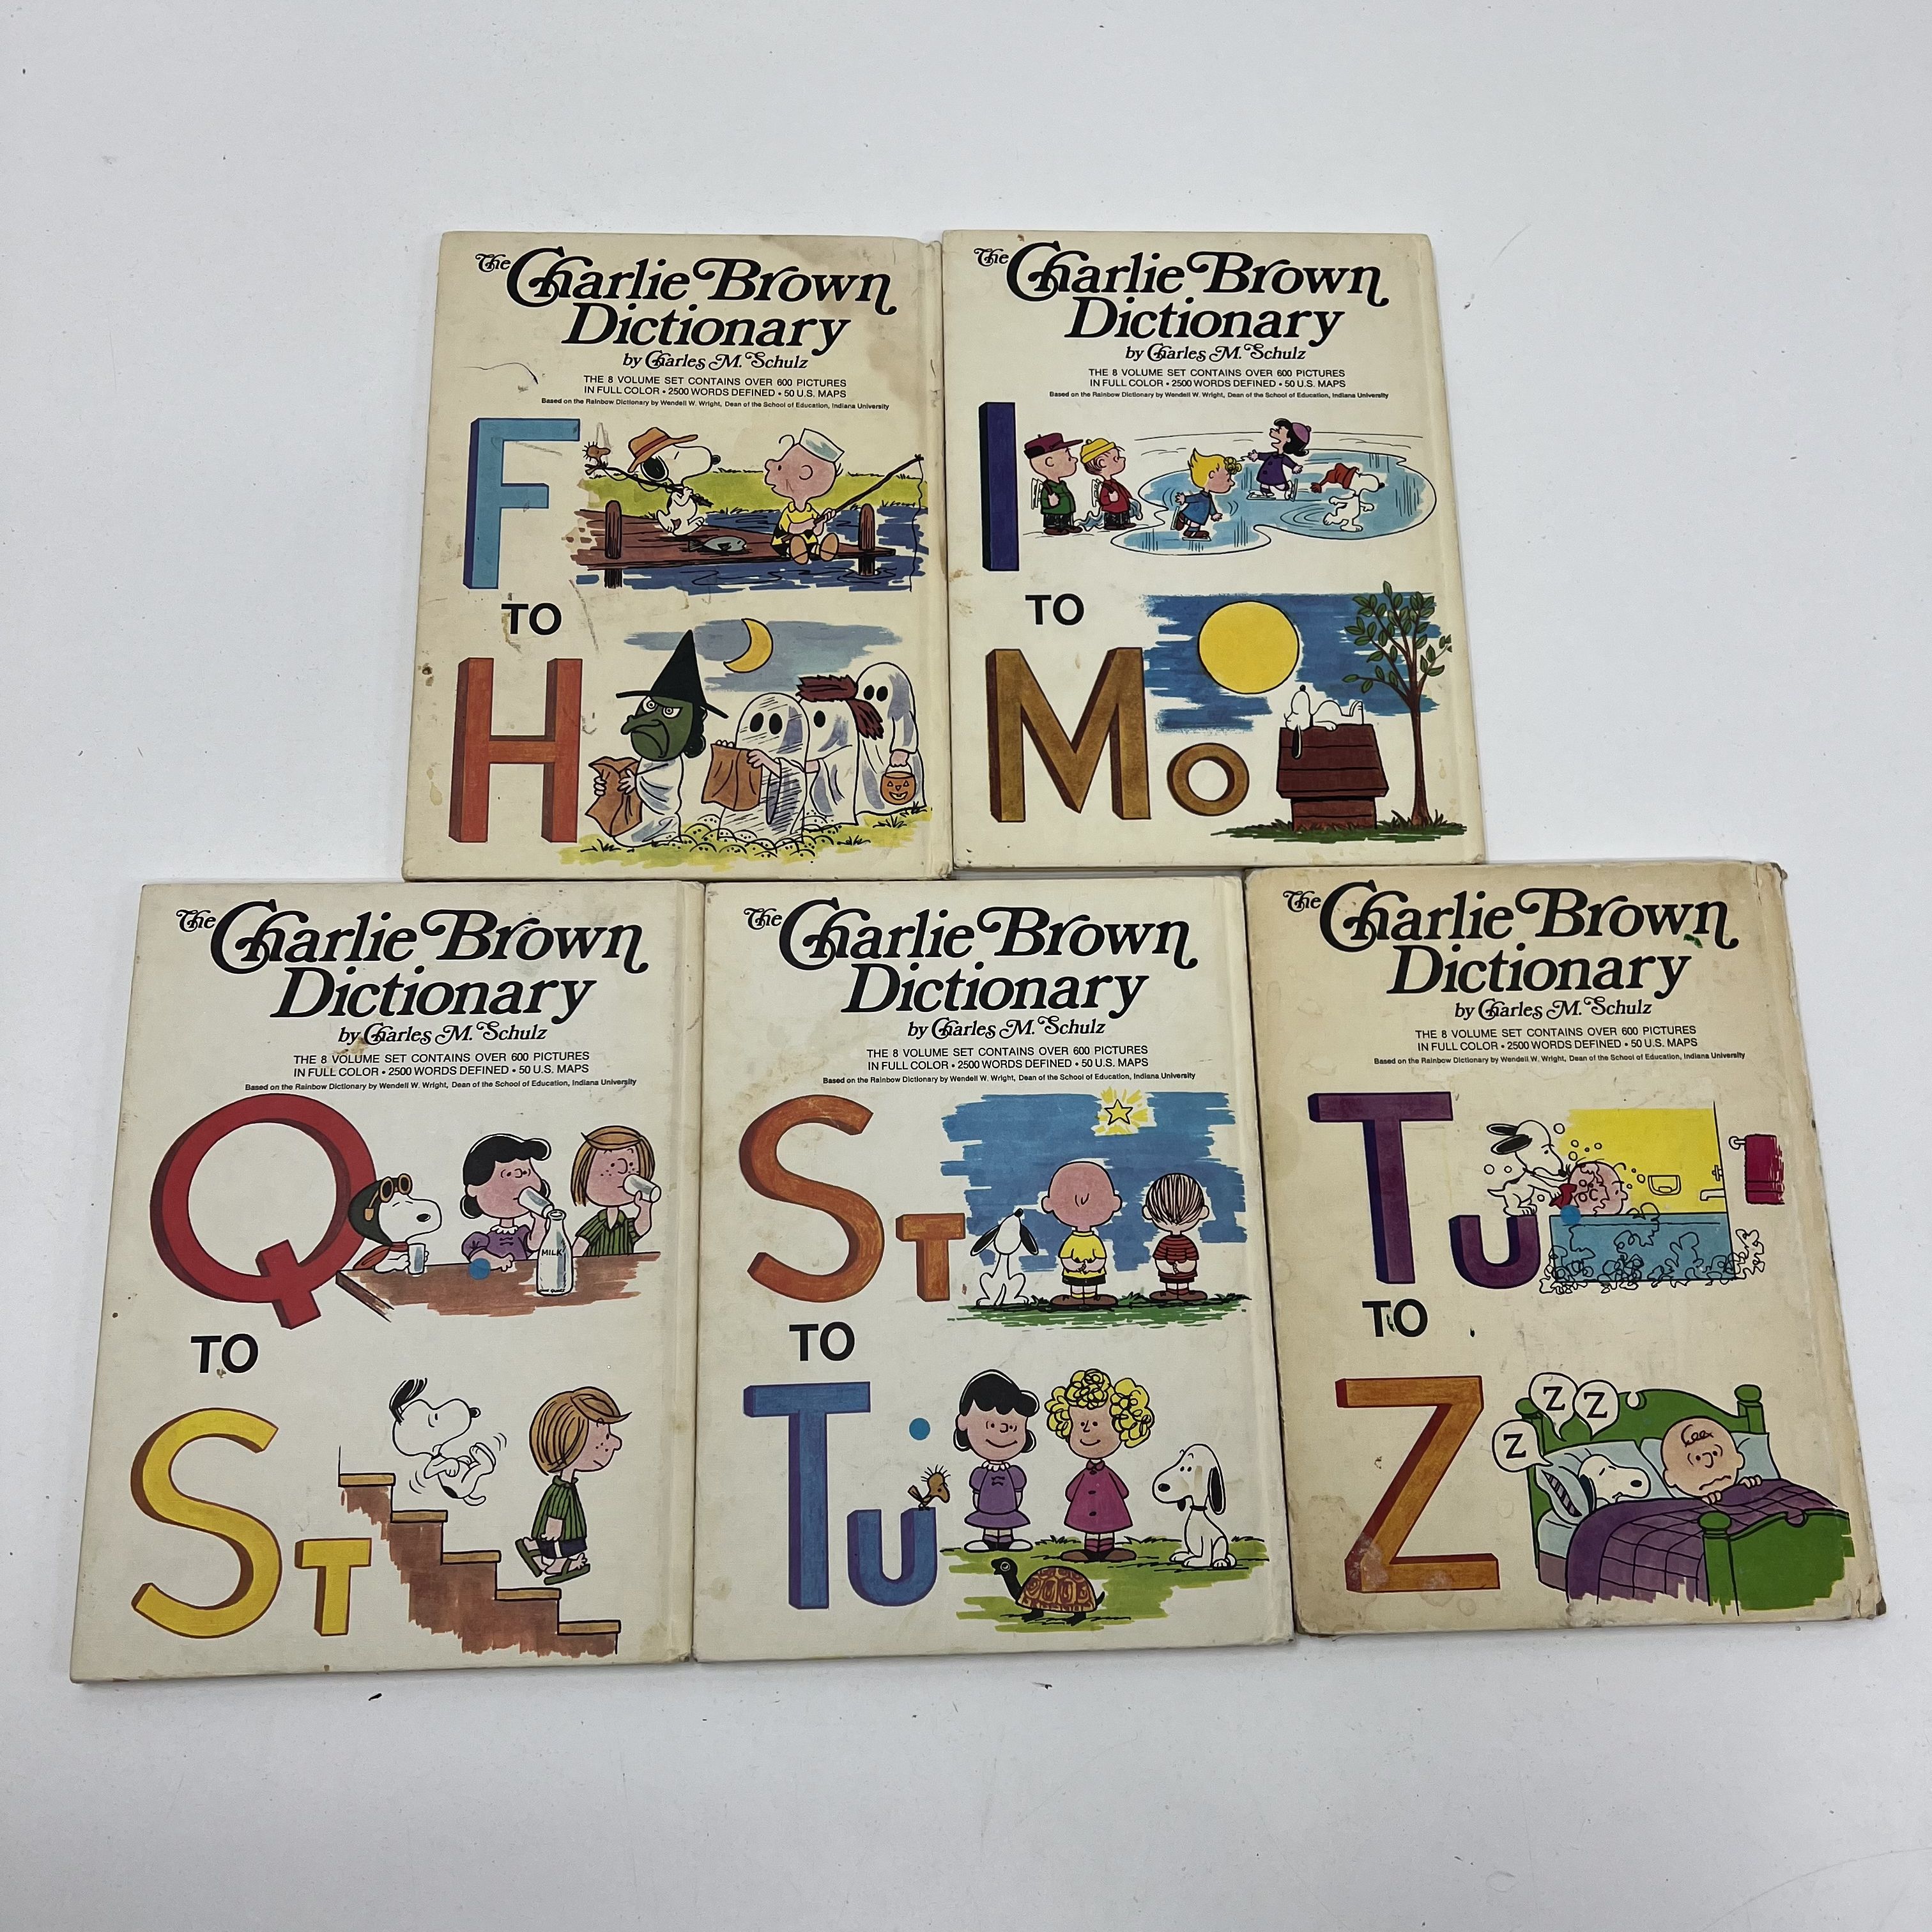 The Charlie Brown
Dictionary
by Charles M. Schulz
THE 8 VOLUME SET CONTAINS OVER 600 PICTURES
IN FULL COLOR • 2500 WORDS DEFINED • 50 U.S. MAPS
Based on the Rainbow Dictionary by Wendell W. Wright, Dean of the School of Education, Indiana University
F
TO
H
The Charlie Brown
Dictionary
by Charles M. Schulz
THE 8 VOLUME SET CONTAINS OVER 600 PICTURES
IN FULL COLOR • 2500 WORDS DEFINED • 50 U.S. MAPS
Based on the Rainbow Dictionary by Wendell W. Wright, Dean of the School of Education, Indiana University
I
TO
Mo
The Charlie Brown
Dictionary
by Charles M. Schulz
THE 8 VOLUME SET CONTAINS OVER 600 PICTURES
IN FULL COLOR • 2500 WORDS DEFINED • 50 U.S. MAPS
Based on the Rainbow Dictionary by Wendell W. Wright, Dean of the School of Education, Indiana University
Q
MILK
TO
ST
The Charlie Brown
Dictionary
by Charles M. Schulz
THE 8 VOLUME SET CONTAINS OVER 600 PICTURES
IN FULL COLOR • 2500 WORDS DEFINED • 50 U.S. MAPS
Based on the Rainbow Dictionary by Wendell W. Wright, Dean of the School of Education, Indiana University
ST
TO
TU
The Charlie Brown
Dictionary
by Charles M. Schulz
THE 8 VOLUME SET CONTAINS OVER 600 PICTURES
IN FULL COLOR • 2500 WORDS DEFINED • 50 U.S. MAPS
Based on the Rainbow Dictionary by Wendell W. Wright, Dean of the School of Education, Indiana University
TU
TO
Z
Z Z
Z